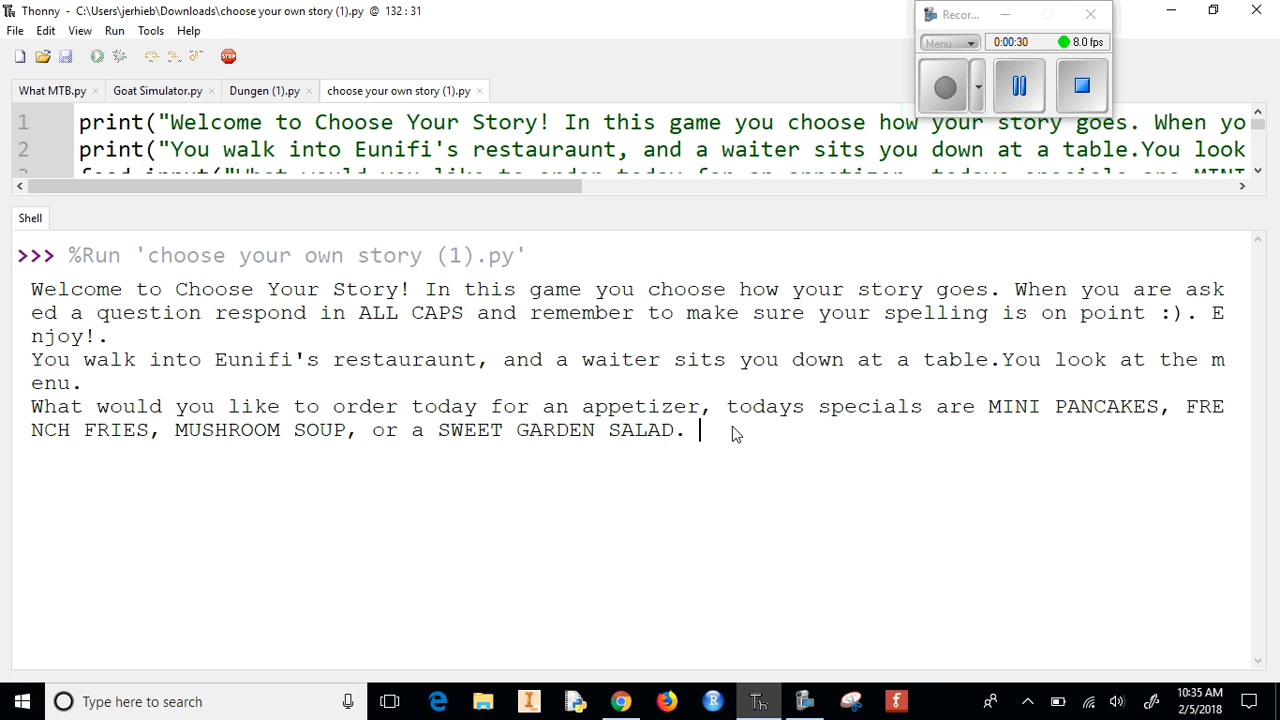 Thonny - C:\Users\jerhieb\Downloads\choose your own story (1).py @ 132 : 31
Recor...
File Edit View Run Tools Help
Menu 0:00:30 8.0 fps
What MTB.py Goat Simulator.py Dungen (1).py choose your own story (1).py
1 print("Welcome to Choose Your Story! In this game you choose how your story goes. When yo
2 print("You walk into Eunifi's restauraunt, and a waiter sits you down at a table.You look
Shell
>>> %Run 'choose your own story (1).py'
Welcome to Choose Your Story! In this game you choose how your story goes. When you are ask
ed a question respond in ALL CAPS and remember to make sure your spelling is on point :). E
njoy!.
You walk into Eunifi's restauraunt, and a waiter sits you down at a table.You look at the m
enu.
What would you like to order today for an appetizer, todays specials are MINI PANCAKES, FRE
NCH FRIES, MUSHROOM SOUP, or a SWEET GARDEN SALAD.
Type here to search
10:35 AM
2/5/2018